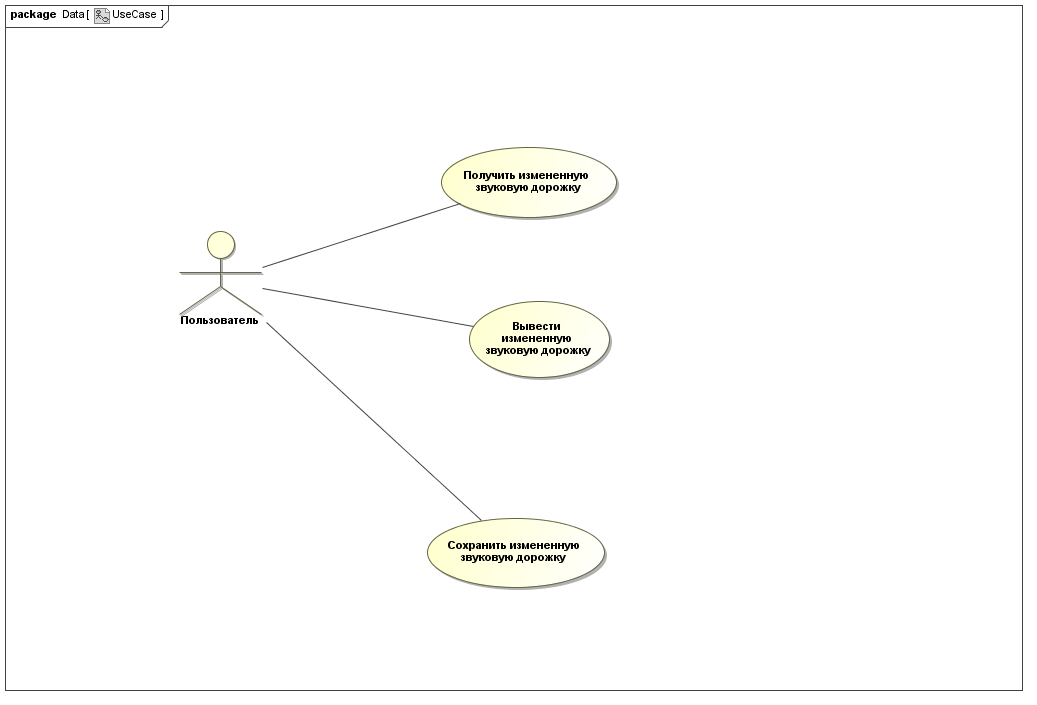 package Data [ UseCase ]
Получить измененную
звуковую дорожку
Пользователь
Вывести
измененную
звуковую дорожку
Сохранить измененную
звуковую дорожку